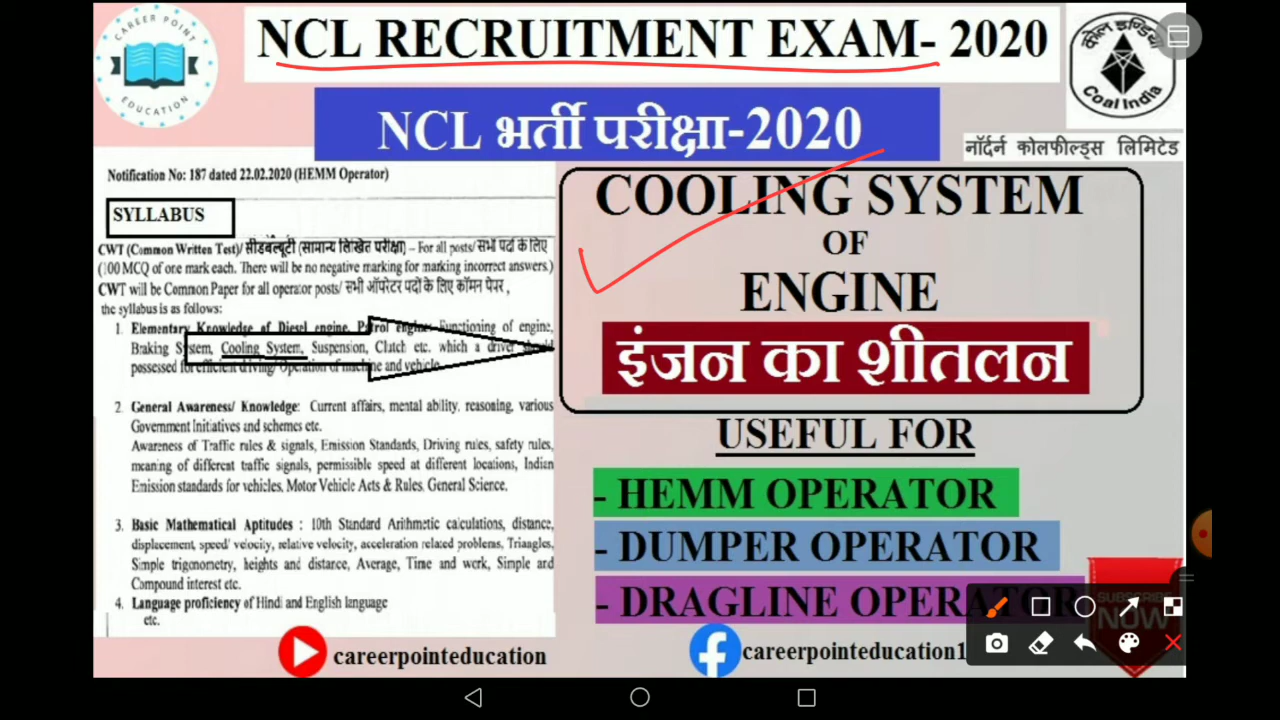 CAREER POINT
EDUCATION
NCL RECRUITMENT EXAM- 2020
कोल इण्डिया
Coal India
NCL भर्ती परीक्षा-2020
नॉर्दर्न कोलफील्ड्स लिमिटेड
Notification No: 187 dated 22.02.2020 (HEMM Operator)
SYLLABUS
CWT (Common Written Test)/ सीडबल्यूटी (सामान्य लिखित परीक्षा) – For all posts/ सभी पदों के लिए
(100 MCQ of one mark each. There will be no negative marking for marking incorrect answers.)
CWT will be Common Paper for all operator posts/ सभी ऑपरेटर पदों के लिए कॉमन पेपर ,
the syllabus is as follows:
1. Elementary Knowledge of Diesel engine, Petrol engine- Functioning of engine,
Braking System, Cooling System, Suspension, Clutch etc. which a driver should
possessed for efficient driving/ Operation of machine and vehicle
2. General Awareness/ Knowledge: Current affairs, mental ability, reasoning, various
Government Initiatives and schemes etc.
Awareness of Traffic rules & signals, Emission Standards, Driving rules, safety rules,
meaning of different traffic signals, permissible speed at different locations, Indian
Emission standards for vehicles, Motor Vehicle Acts & Rules, General Science.
3. Basic Mathematical Aptitudes : 10th Standard Arithmetic calculations, distance,
displacement, speed/ velocity, relative velocity, acceleration related problems, Triangles,
Simple trigonometry, heights and distance, Average, Time and work, Simple and
Compound interest etc.
4. Language proficiency of Hindi and English language
etc.
COOLING SYSTEM
OF
ENGINE
इंजन का शीतलन
USEFUL FOR
- HEMM OPERATOR
- DUMPER OPERATOR
- DRAGLINE OPERATOR
SUBSCRIBE
NOW
careerpointeducation
careerpointeducation1